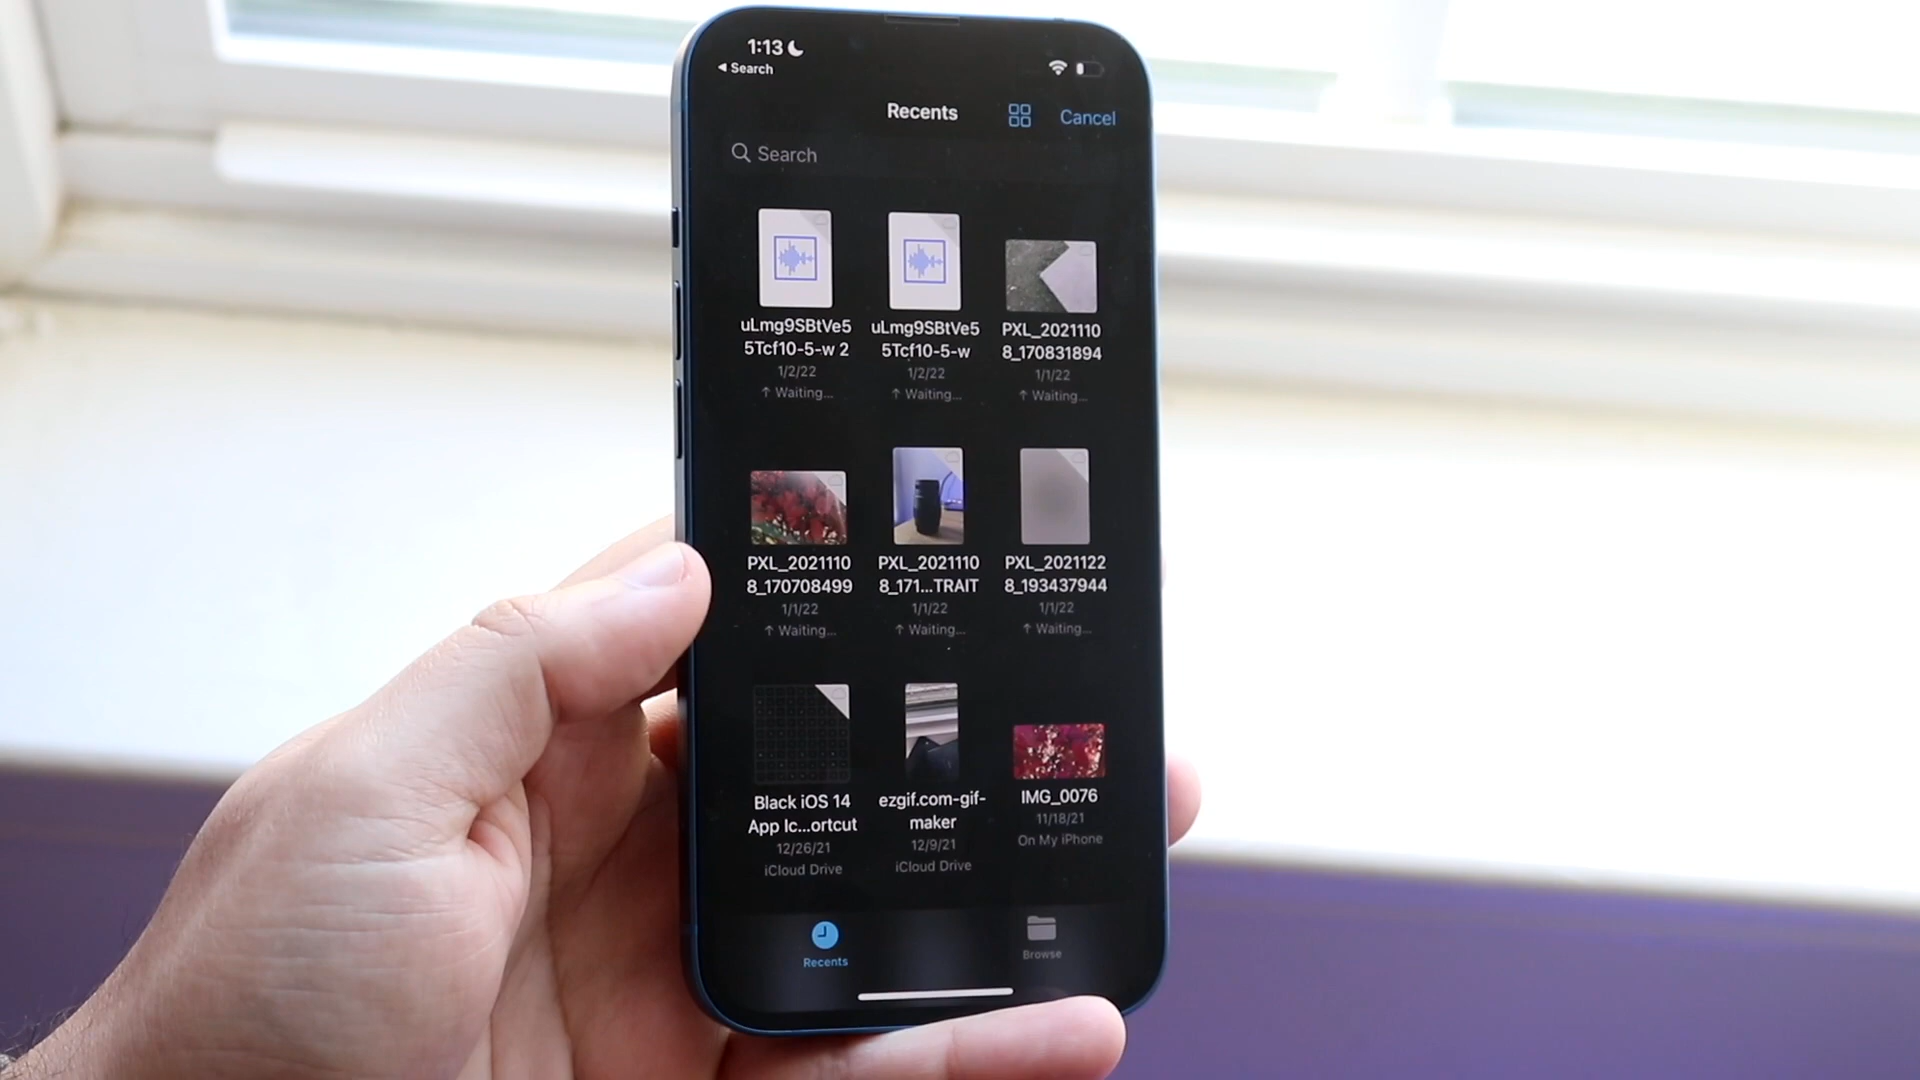 1:13
◀ Search
Recents
Cancel
Search
uLmg9SBtVe5
5Tcf10-5-w 2
1/2/22
↑ Waiting...
uLmg9SBtVe5
5Tcf10-5-w
1/2/22
↑ Waiting...
PXL_2021110
8_170831894
1/1/22
↑ Waiting...
PXL_2021110
8_170708499
1/1/22
↑ Waiting...
PXL_2021110
8_171...TRAIT
1/1/22
↑ Waiting...
PXL_2021122
8_193437944
1/1/22
↑ Waiting...
Black iOS 14
App Ic...ortcut
12/26/21
iCloud Drive
ezgif.com-gif-
maker
12/9/21
iCloud Drive
IMG_0076
11/18/21
On My iPhone
Recents
Browse